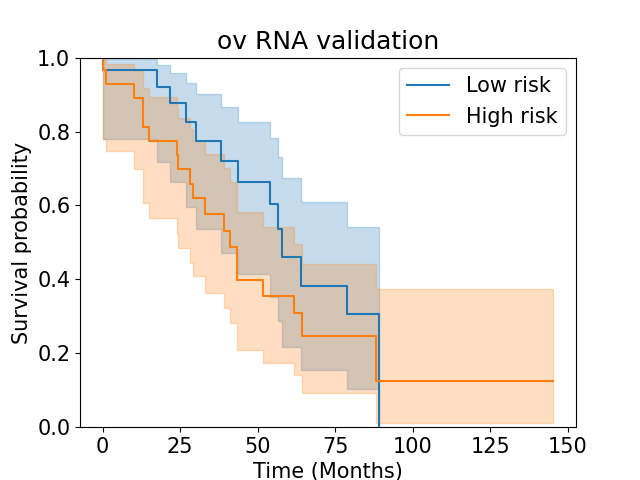 ov RNA validation
Low risk
High risk
Survival probability
1.0
0.8
0.6
0.4
0.2
0.0
0 25 50 75 100 125 150
Time (Months)